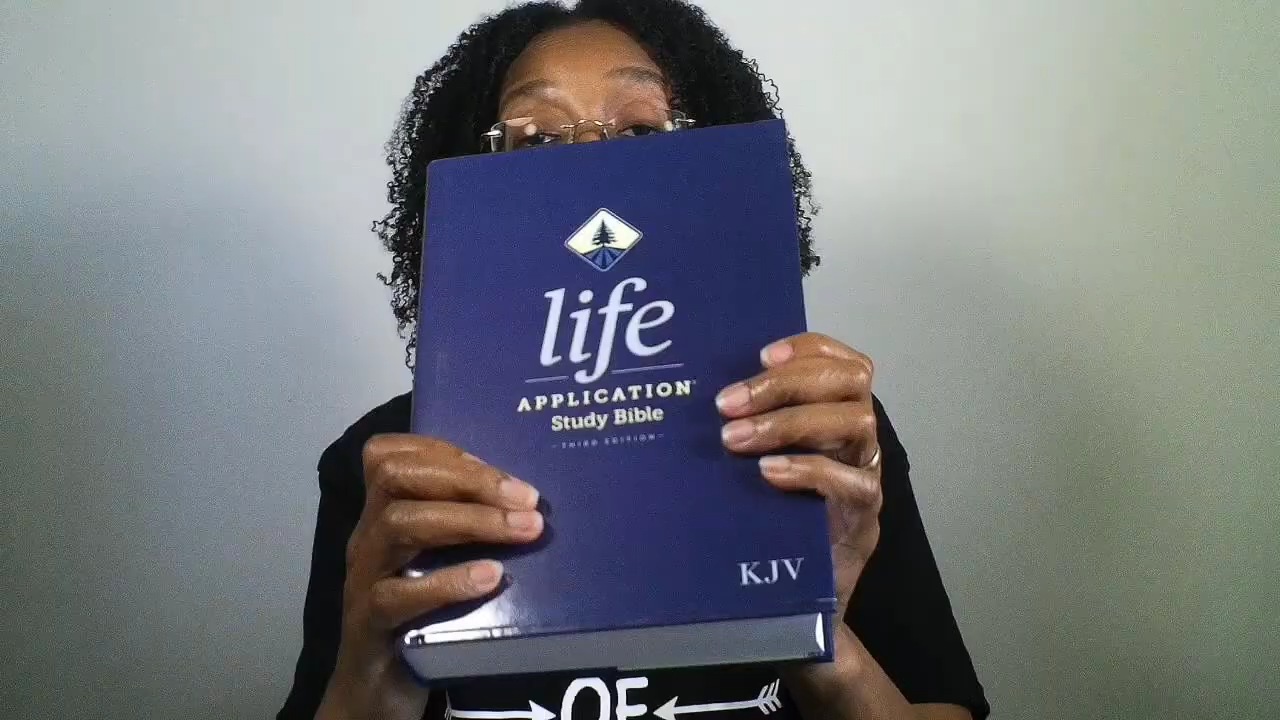 life
APPLICATION®
Study Bible
THIRD EDITION
KJV
OF